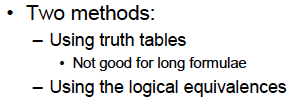 • Two methods:
– Using truth tables
• Not good for long formulae
– Using the logical equivalences